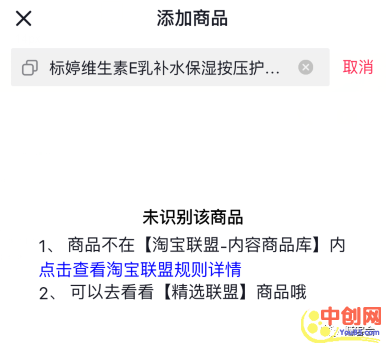 添加商品
标婷维生素E乳补水保湿按压护...
取消
未识别该商品
1、 商品不在【淘宝联盟-内容商品库】内
点击查看淘宝联盟规则详情
2、 可以去看看【精选联盟】商品哦
中创网